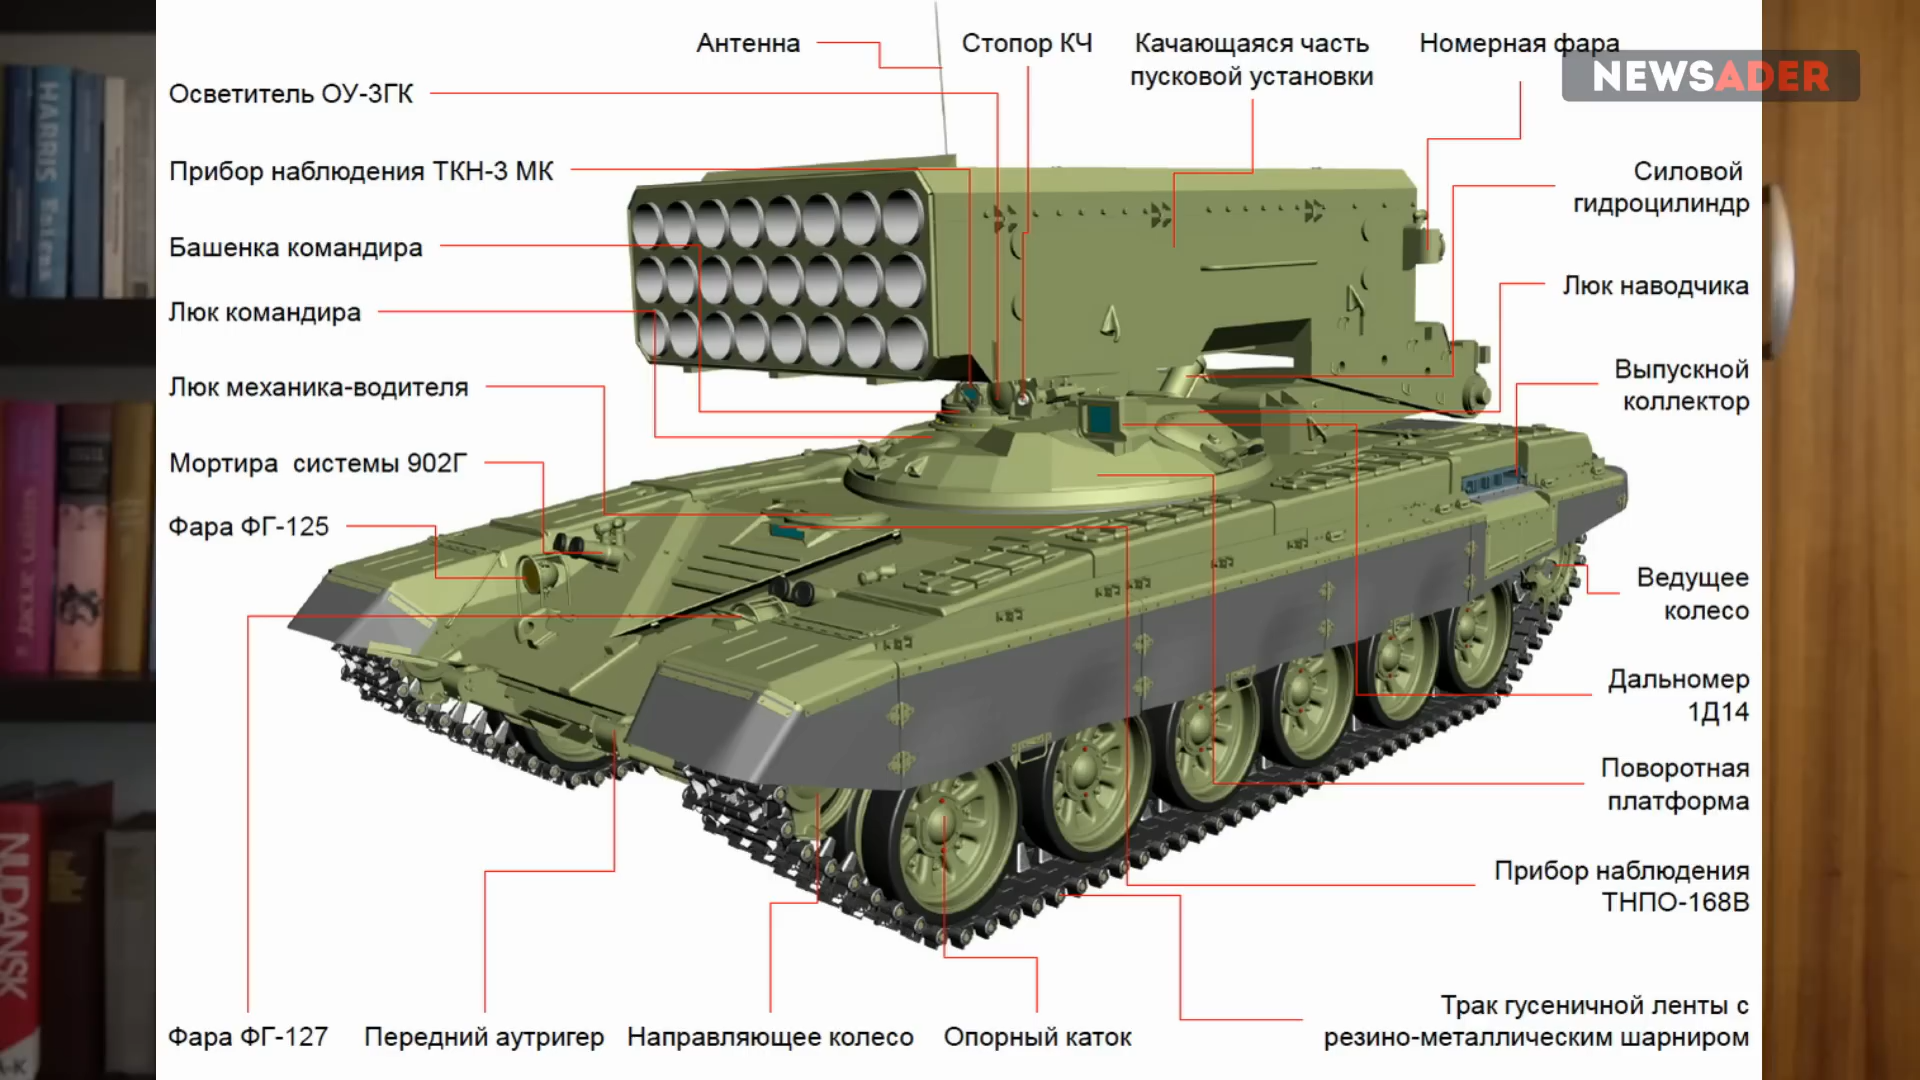 Антенна
Стопор КЧ
Качающаяся часть
пусковой установки
Номерная фара
NEWSADER
Осветитель ОУ-3ГК
Прибор наблюдения ТКН-3 МК
Башенка командира
Люк командира
Люк механика-водителя
Мортира системы 902Г
Фара ФГ-125
Силовой
гидроцилиндр
Люк наводчика
Выпускной
коллектор
Ведущее
колесо
Дальномер
1Д14
Поворотная
платформа
Прибор наблюдения
ТНПО-168В
Трак гусеничной ленты с
резино-металлическим шарниром
Фара ФГ-127
Передний аутригер
Направляющее колесо
Опорный каток
HARRIS
NUDANSK